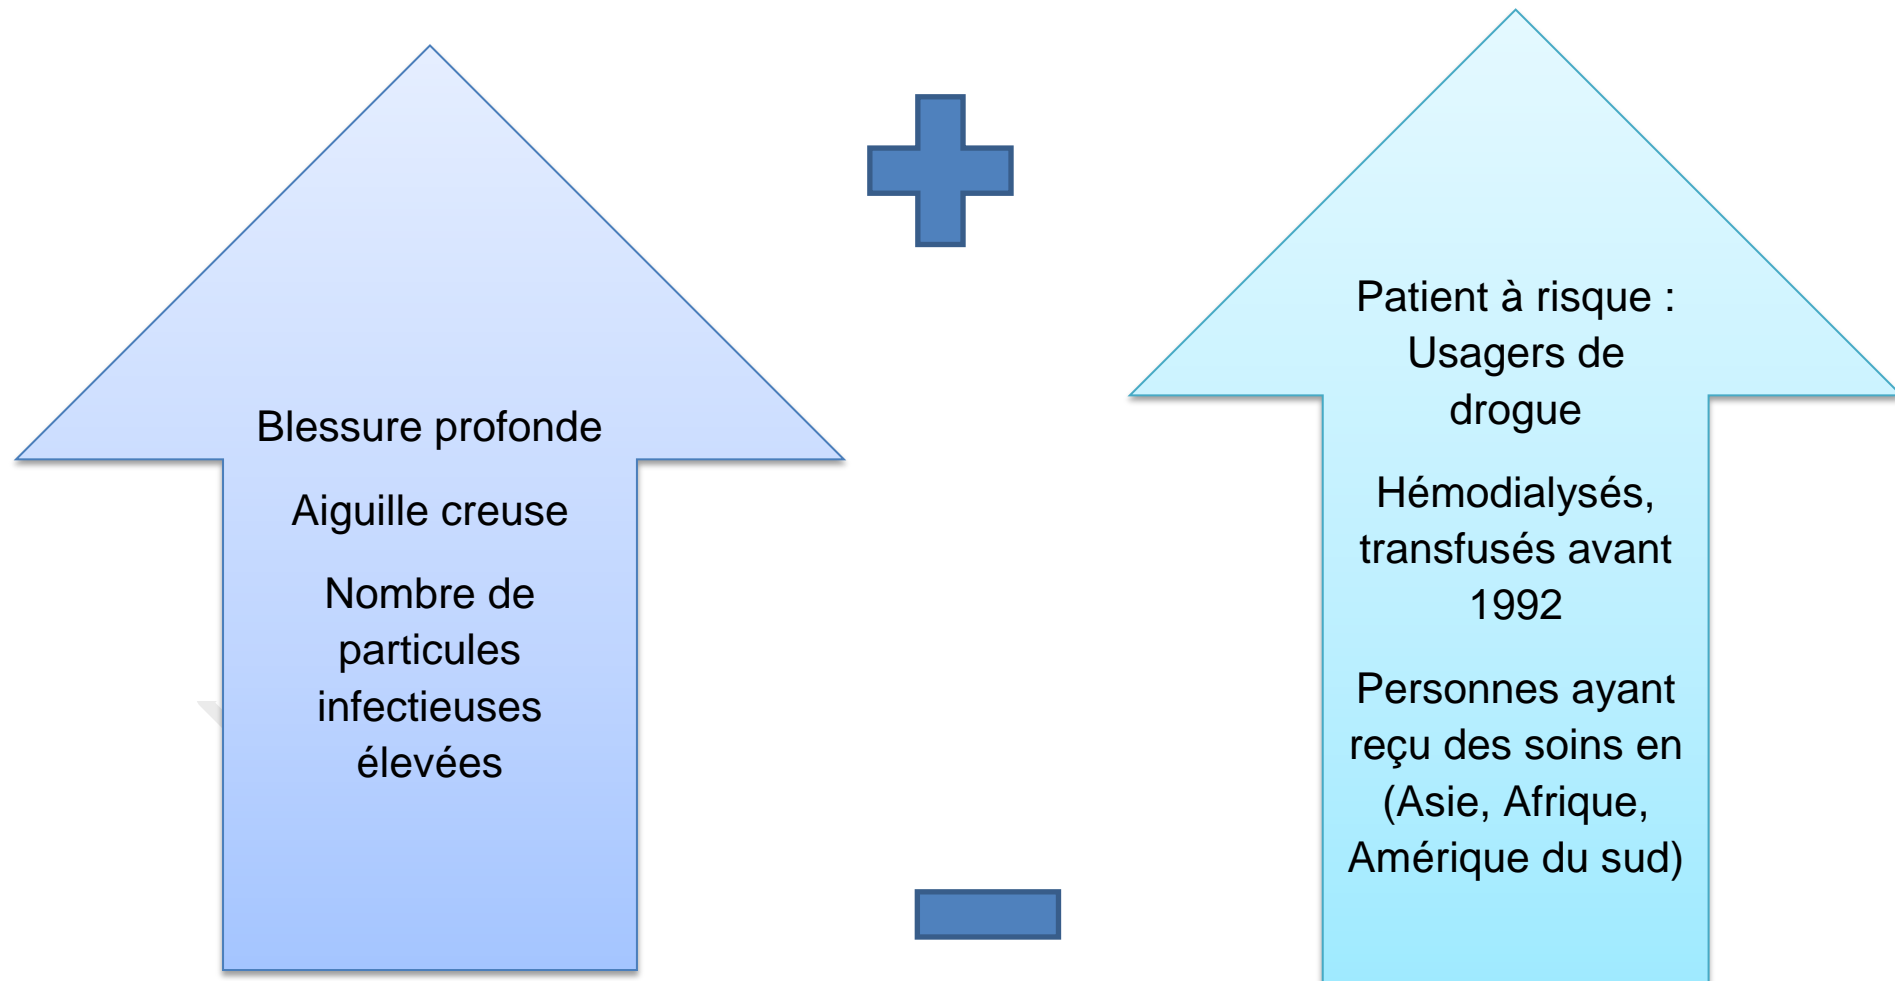 Blessure profonde
Aiguille creuse
Nombre de
particules
infectieuses
élevées
Patient à risque :
Usagers de
drogue
Hémodialysés,
transfusés avant
1992
Personnes ayant
reçu des soins en
(Asie, Afrique,
Amérique du sud)